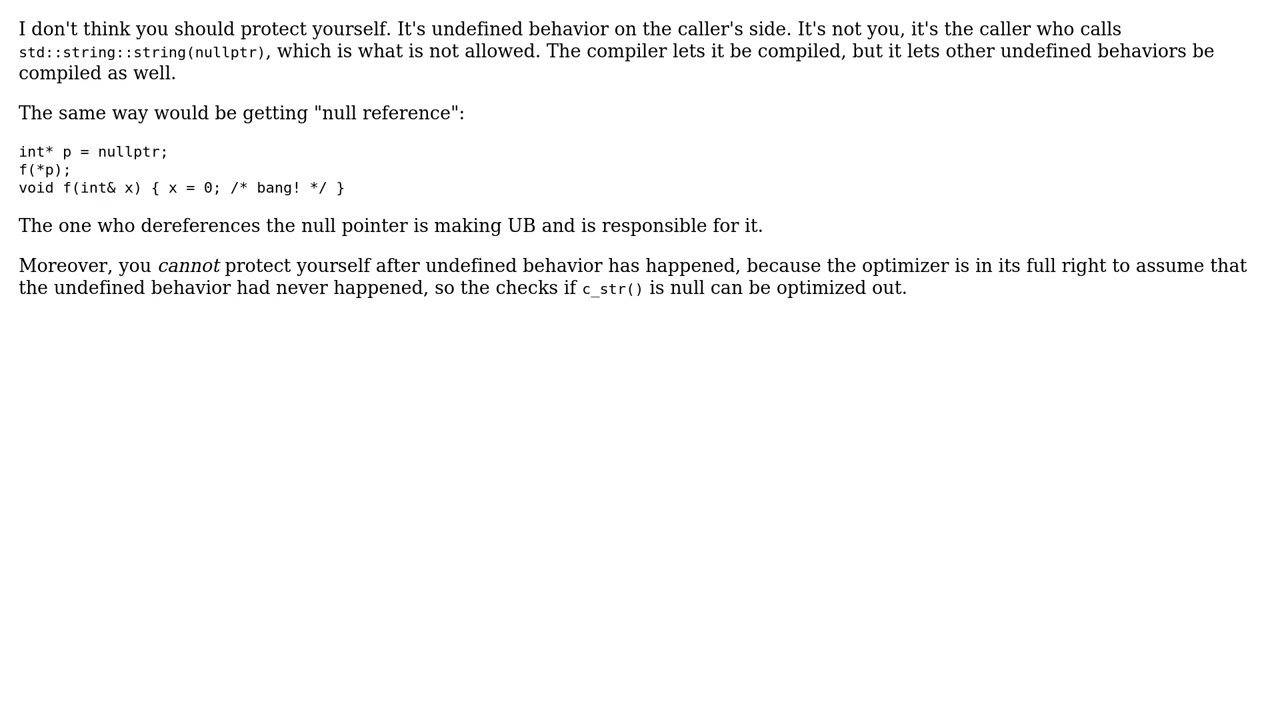 I don't think you should protect yourself. It's undefined behavior on the caller's side. It's not you, it's the caller who calls
std::string::string(nullptr), which is what is not allowed. The compiler lets it be compiled, but it lets other undefined behaviors be
compiled as well.
The same way would be getting "null reference":
int* p = nullptr;
f(*p);
void f(int& x) { x = 0; /* bang! */ }
The one who dereferences the null pointer is making UB and is responsible for it.
Moreover, you cannot protect yourself after undefined behavior has happened, because the optimizer is in its full right to assume that
the undefined behavior had never happened, so the checks if c_str() is null can be optimized out.